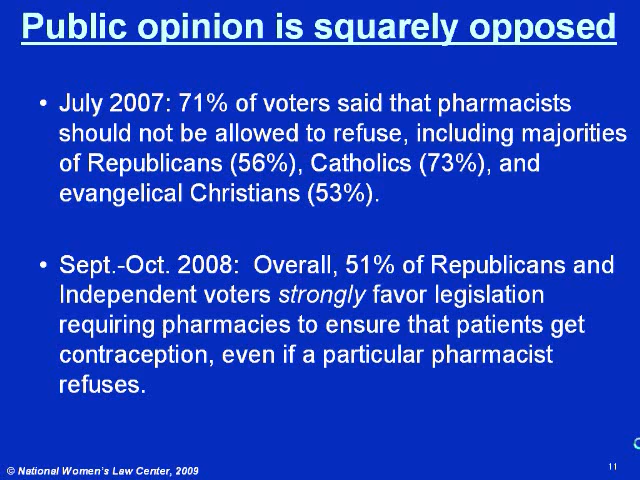 Public opinion is squarely opposed
• July 2007: 71% of voters said that pharmacists
should not be allowed to refuse, including majorities
of Republicans (56%), Catholics (73%), and
evangelical Christians (53%).
• Sept.-Oct. 2008:  Overall, 51% of Republicans and
Independent voters strongly favor legislation
requiring pharmacies to ensure that patients get
contraception, even if a particular pharmacist
refuses.
© National Women's Law Center, 2009
11